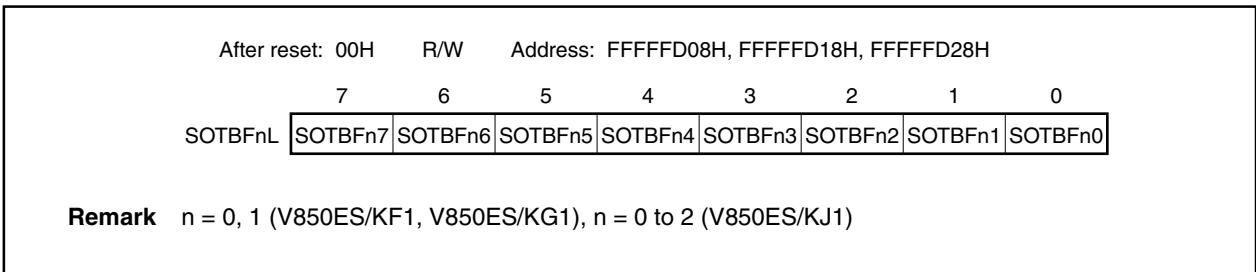 After reset: 00H R/W Address: FFFFFD08H, FFFFFD18H, FFFFFD28H
7 6 5 4 3 2 1 0
SOTBFnL SOTBFn7 SOTBFn6 SOTBFn5 SOTBFn4 SOTBFn3 SOTBFn2 SOTBFn1 SOTBFn0
Remark n = 0, 1 (V850ES/KF1, V850ES/KG1), n = 0 to 2 (V850ES/KJ1)